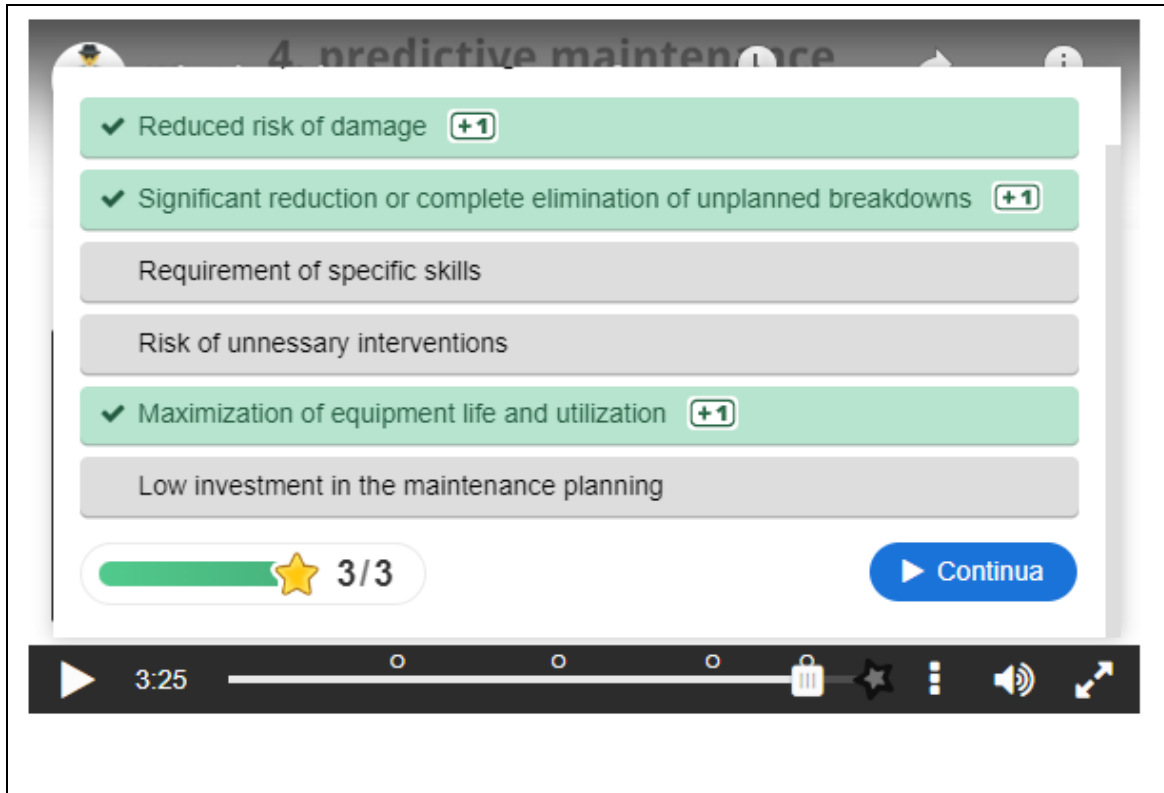 4. predictive maintenance
Reduced risk of damage +1
Significant reduction or complete elimination of unplanned breakdowns +1
Requirement of specific skills
Risk of unnessary interventions
Maximization of equipment life and utilization +1
Low investment in the maintenance planning
3/3
Continua
3:25